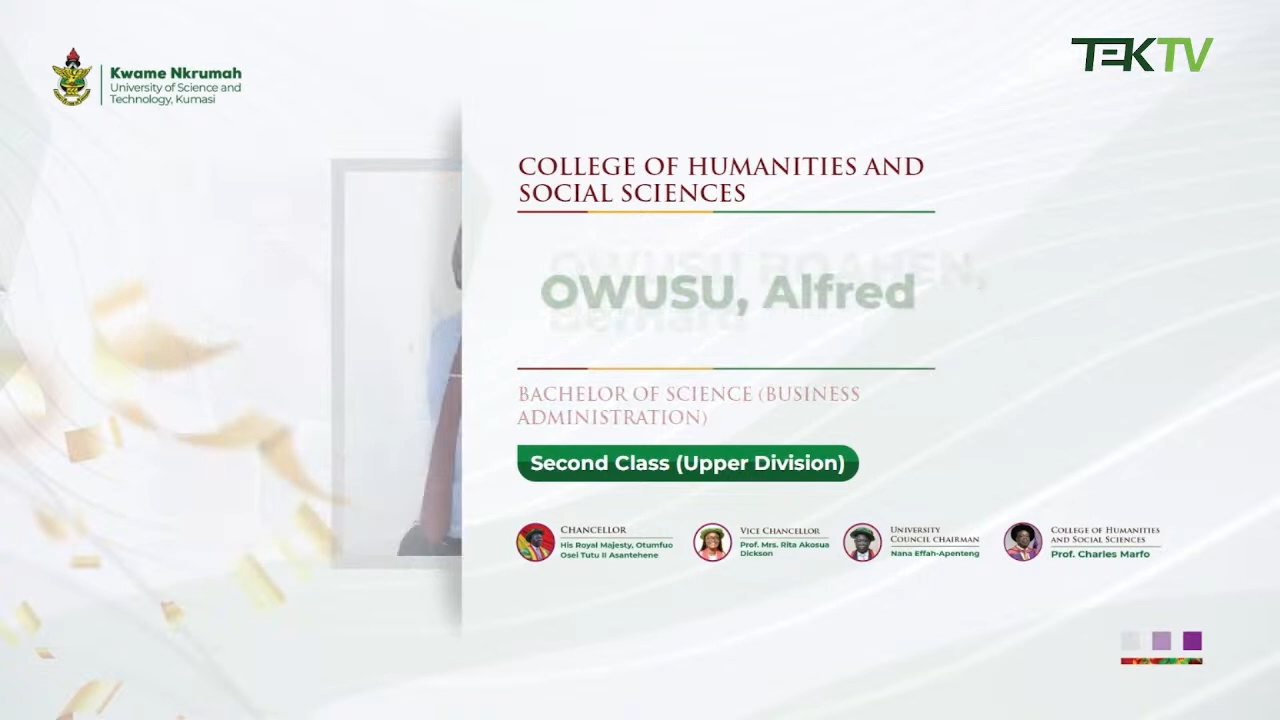 Kwame Nkrumah
University of Science and
Technology, Kumasi
TEKTV
COLLEGE OF HUMANITIES AND
SOCIAL SCIENCES
OWUSU BOAHEN,
OWUSU, Alfred
Bernard
BACHELOR OF SCIENCE (BUSINESS
ADMINISTRATION)
Second Class (Upper Division)
CHANCELLOR
His Royal Majesty, Otumfuo
Osei Tutu II Asantehene
VICE CHANCELLOR
Prof. Mrs. Rita Akosua
Dickson
UNIVERSITY
COUNCIL CHAIRMAN
Nana Effah-Apenteng
COLLEGE OF HUMANITIES
AND SOCIAL SCIENCES
Prof. Charles Marfo